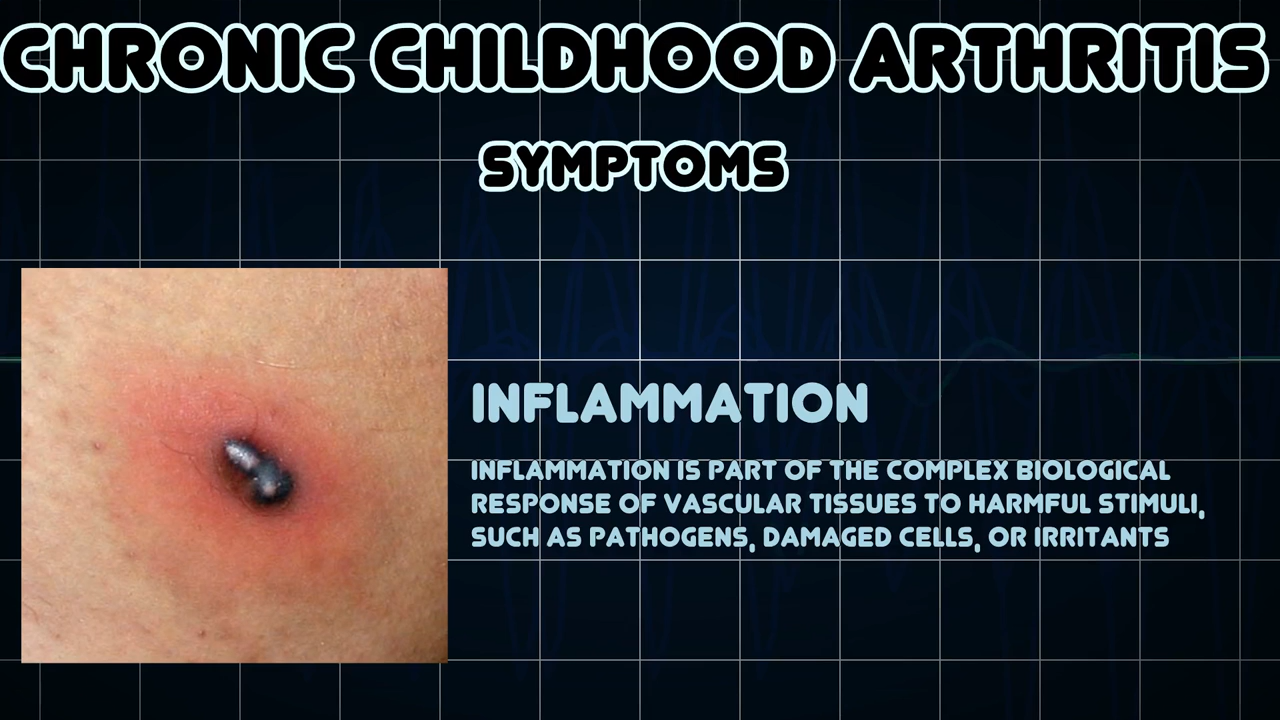 CHRONIC CHILDHOOD ARTHRITIS
SYMPTOMS
INFLAMMATION
INFLAMMATION IS PART OF THE COMPLEX BIOLOGICAL
RESPONSE OF VASCULAR TISSUES TO HARMFUL STIMULI,
SUCH AS PATHOGENS, DAMAGED CELLS, OR IRRITANTS